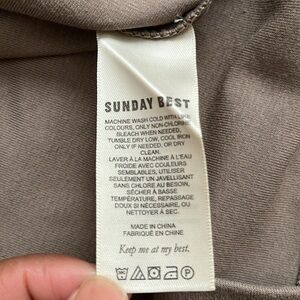 SUNDAY BEST
MACHINE WASH COLD WITH LIKE
COLOURS, ONLY NON-CHLORINE
BLEACH WHEN NEEDED,
TUMBLE DRY LOW, COOL IRON
ONLY IF NEEDED, OR DRY
CLEAN.
LAVER À LA MACHINE À L'EAU
FROIDE AVEC COULEURS
SEMBLABLES, UTILISER
SEULEMENT UN JAVELLISANT
SANS CHLORE AU BESOIN,
SÉCHER À BASSE
TEMPÉRATURE, REPASSAGE
DOUX SI NÉCESSAIRE, OU
NETTOYER À SEC.
MADE IN CHINA
FABRIQUÉ EN CHINE
Keep me at my best.
P